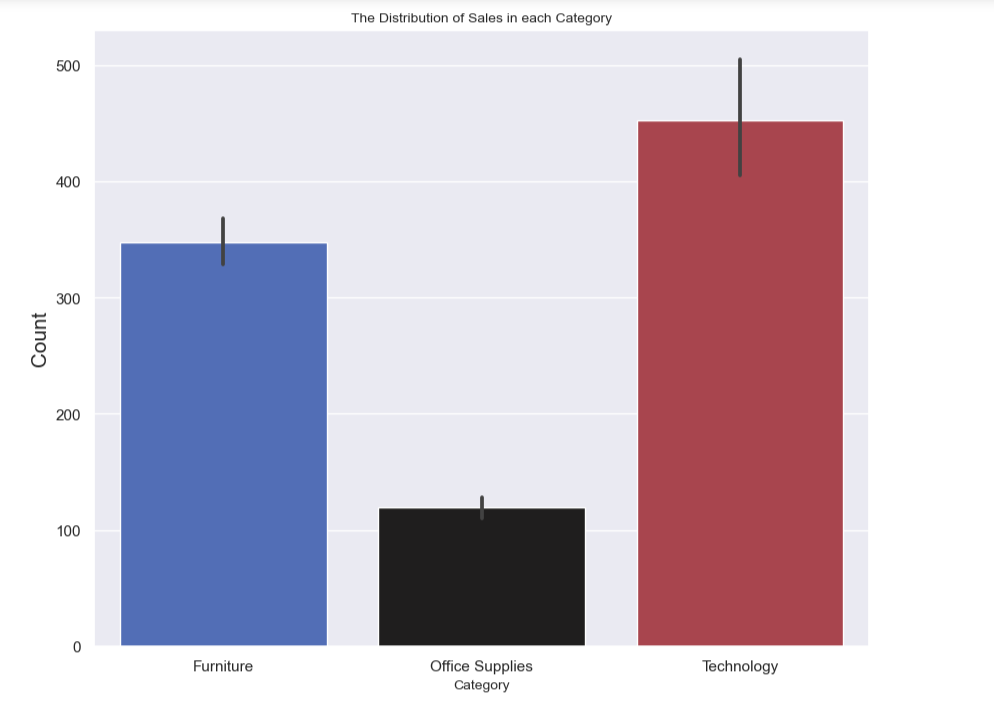 The Distribution of Sales in each Category
500
400
300
200
100
0
Count
Furniture Office Supplies Technology
Category